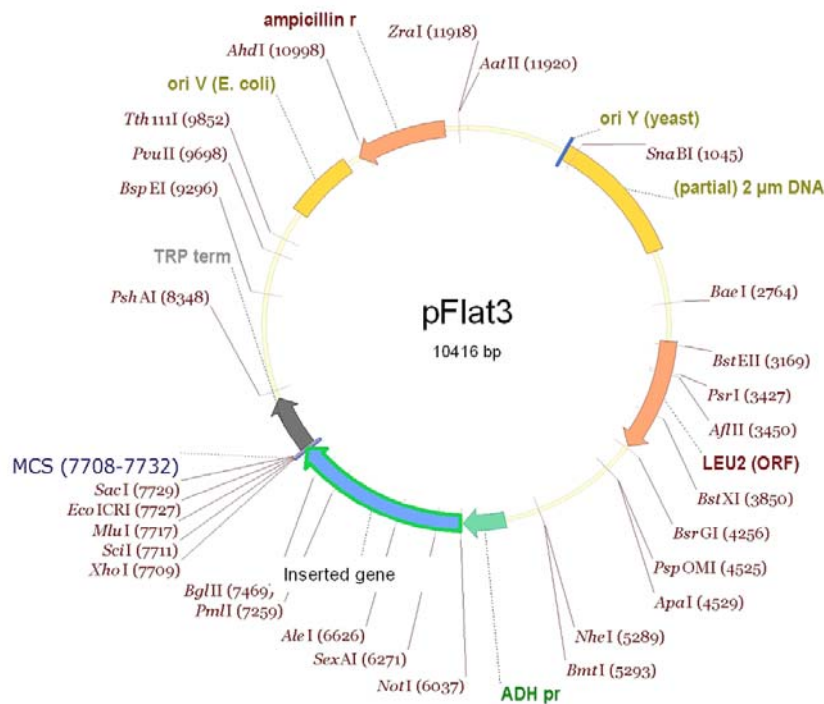 ampicillin r
ZraI (11918)
AhdI (10998)
AatII (11920)
ori V (E. coli)
ori Y (yeast)
Tth111I (9852)
SnaBI (1045)
PvuII (9698)
(partial) 2 µm DNA
BspEI (9296)
TRP term
PshAI (8348)
BaeI (2764)
pFlat3
10416 bp
BstEII (3169)
PsrI (3427)
AflII (3450)
LEU2 (ORF)
MCS (7708-7732)
SacI (7729)
EcoICRI (7727)
MluI (7717)
SciI (7711)
XhoI (7709)
BstXI (3850)
BsrGI (4256)
PspOMI (4525)
ApaI (4529)
Inserted gene
BglII (7469)
PmlI (7259)
AleI (6626)
SexAI (6271)
NotI (6037)
NheI (5289)
BmtI (5293)
ADH pr